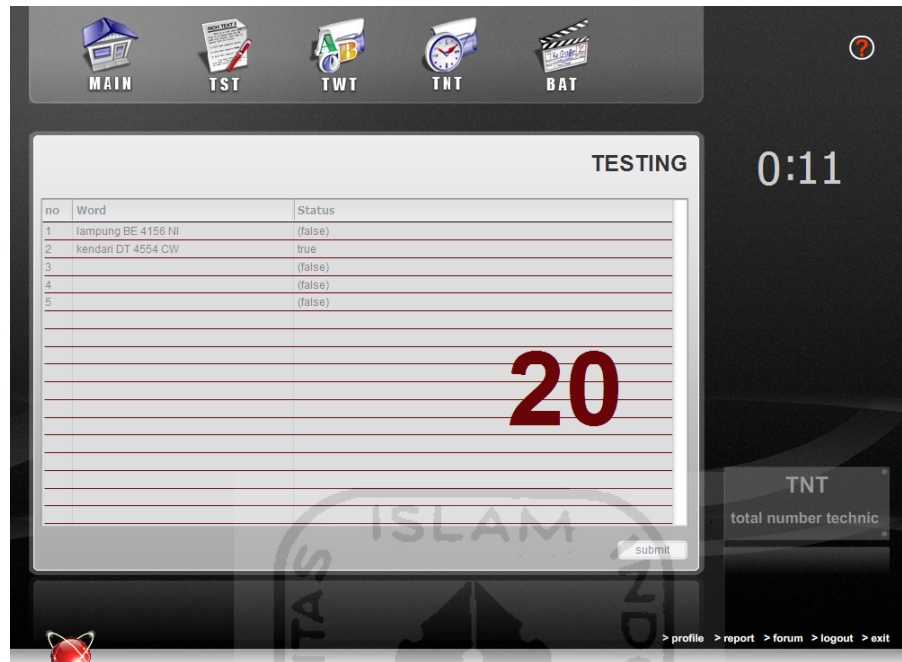 MAIN TST TWT TNT BAT
?
TESTING
0:11
no Word Status
1 lampung BE 4156 NI (false)
2 kendari DT 4554 CW true
3 (false)
4 (false)
5 (false)
20
TNT
total number technic
submit
ISLAM
> profile > report > forum > logout > exit